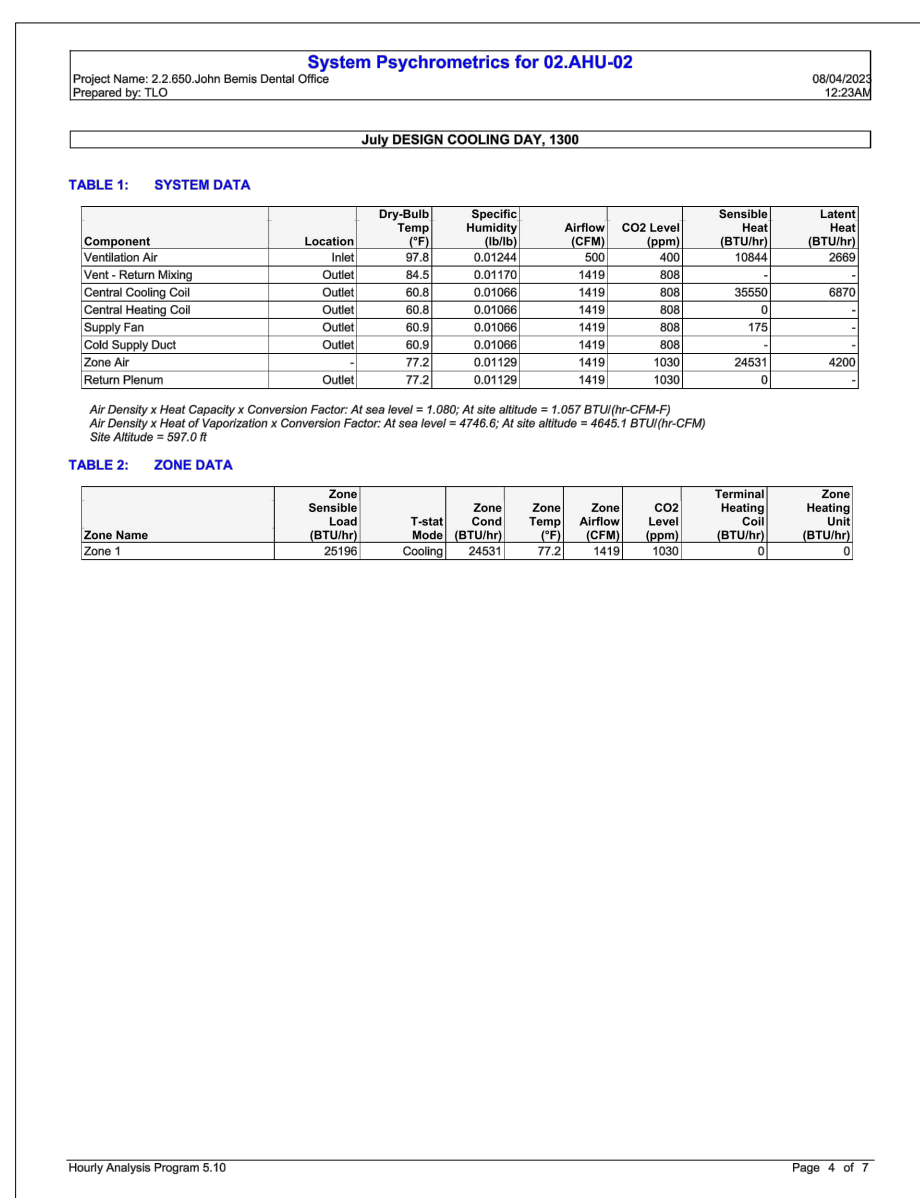 System Psychrometrics for 02.AHU-02
Project Name: 2.2.650.John Bemis Dental Office 08/04/2023
Prepared by: TLO 12:23AM
July DESIGN COOLING DAY, 1300
TABLE 1: SYSTEM DATA
Component Location Dry-Bulb Temp (°F) Specific Humidity (lb/lb) Airflow (CFM) CO2 Level (ppm) Sensible Heat (BTU/hr) Latent Heat (BTU/hr)
Ventilation Air Inlet 97.8 0.01244 500 400 10844 2669
Vent - Return Mixing Outlet 84.5 0.01170 1419 808 - -
Central Cooling Coil Outlet 60.8 0.01066 1419 808 35550 6870
Central Heating Coil Outlet 60.8 0.01066 1419 808 0 -
Supply Fan Outlet 60.9 0.01066 1419 808 175 -
Cold Supply Duct Outlet 60.9 0.01066 1419 808 - -
Zone Air - 77.2 0.01129 1419 1030 24531 4200
Return Plenum Outlet 77.2 0.01129 1419 1030 0 -
Air Density x Heat Capacity x Conversion Factor: At sea level = 1.080; At site altitude = 1.057 BTU/(hr-CFM-F)
Air Density x Heat of Vaporization x Conversion Factor: At sea level = 4746.6; At site altitude = 4645.1 BTU/(hr-CFM)
Site Altitude = 597.0 ft
TABLE 2: ZONE DATA
Zone Name Zone Sensible Load (BTU/hr) T-stat Mode Zone Cond (BTU/hr) Zone Temp (°F) Zone Airflow (CFM) CO2 Level (ppm) Terminal Heating Coil (BTU/hr) Zone Heating Unit (BTU/hr)
Zone 1 25196 Cooling 24531 77.2 1419 1030 0 0
Hourly Analysis Program 5.10 Page 4 of 7